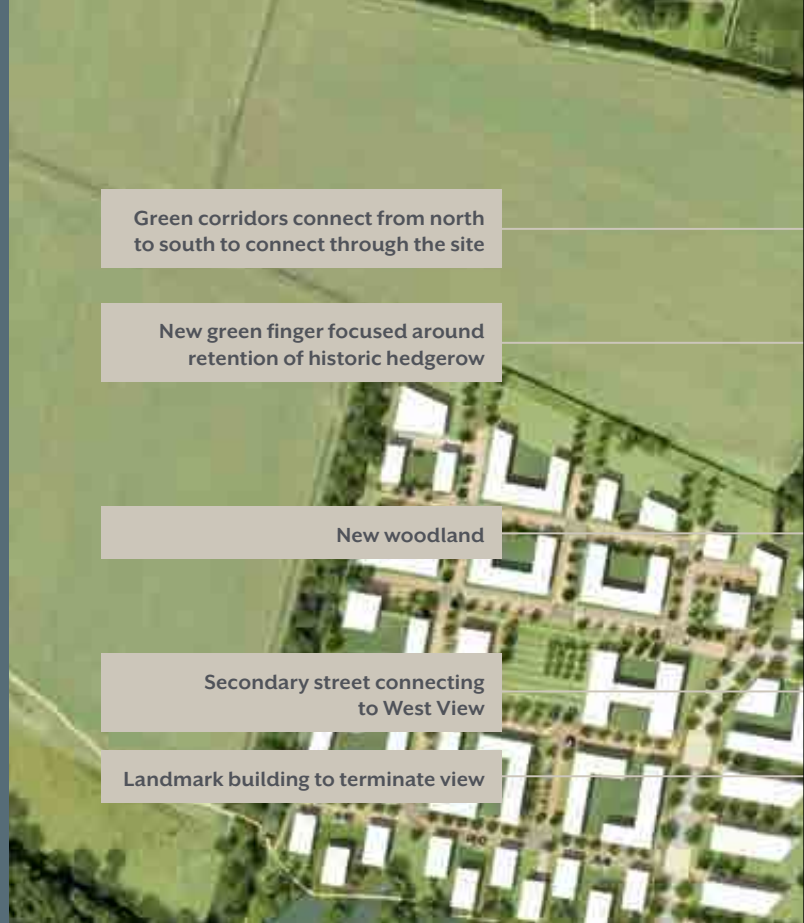 Green corridors connect from north
to south to connect through the site
New green finger focused around
retention of historic hedgerow
New woodland
Secondary street connecting
to West View
Landmark building to terminate view